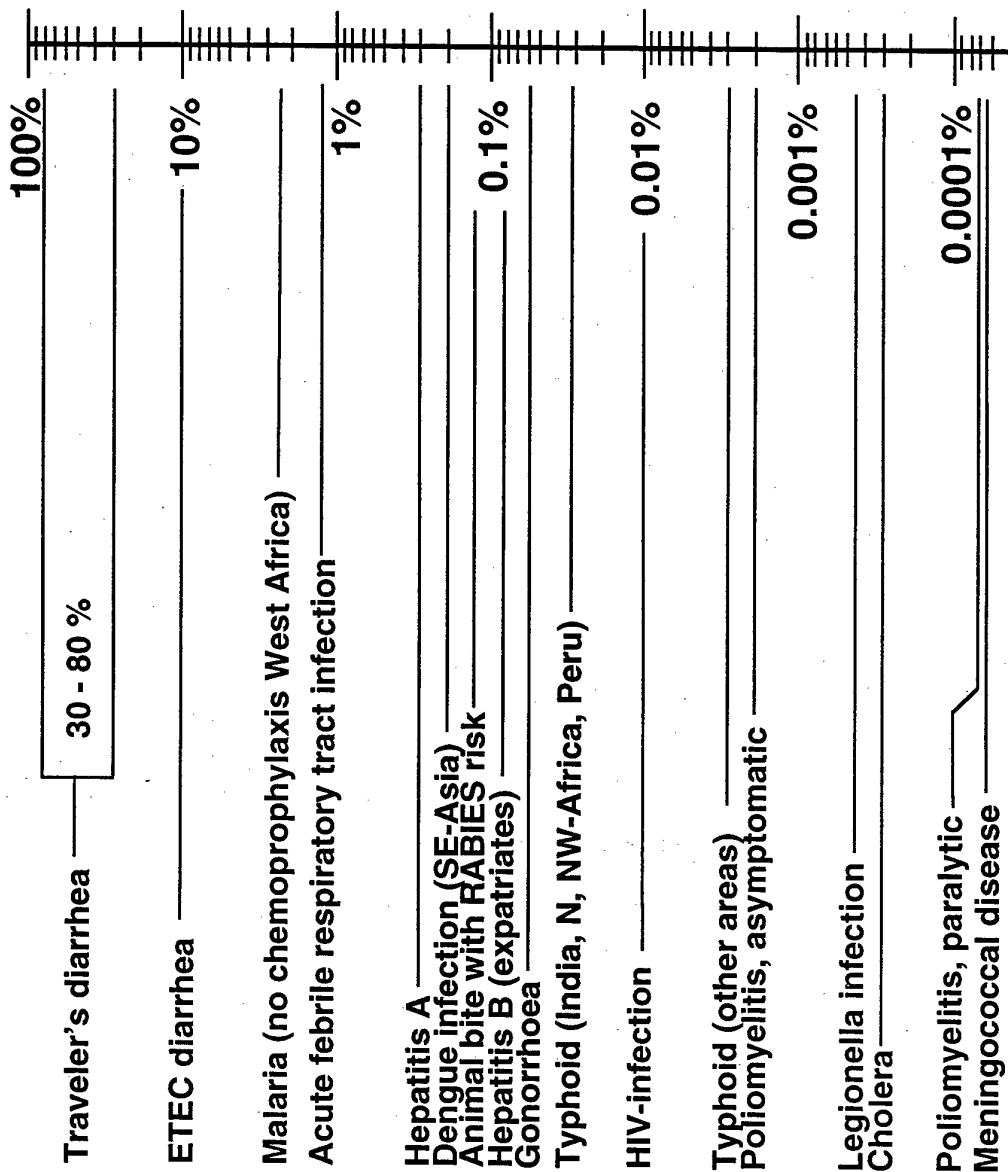 100%
Traveler's diarrhea
30 - 80 %
ETEC diarrhea
10%
Malaria (no chemoprophylaxis West Africa)
Acute febrile respiratory tract infection
1%
Hepatitis A
Dengue infection (SE-Asia)
Animal bite with RABIES risk
0.1%
Hepatitis B (expatriates)
Gonorrhoea
Typhoid (India, N, NW-Africa, Peru)
HIV-infection
0.01%
Typhoid (other areas)
Poliomyelitis, asymptomatic
0.001%
Legionella infection
Cholera
Poliomyelitis, paralytic
0.0001%
Meningococcal disease